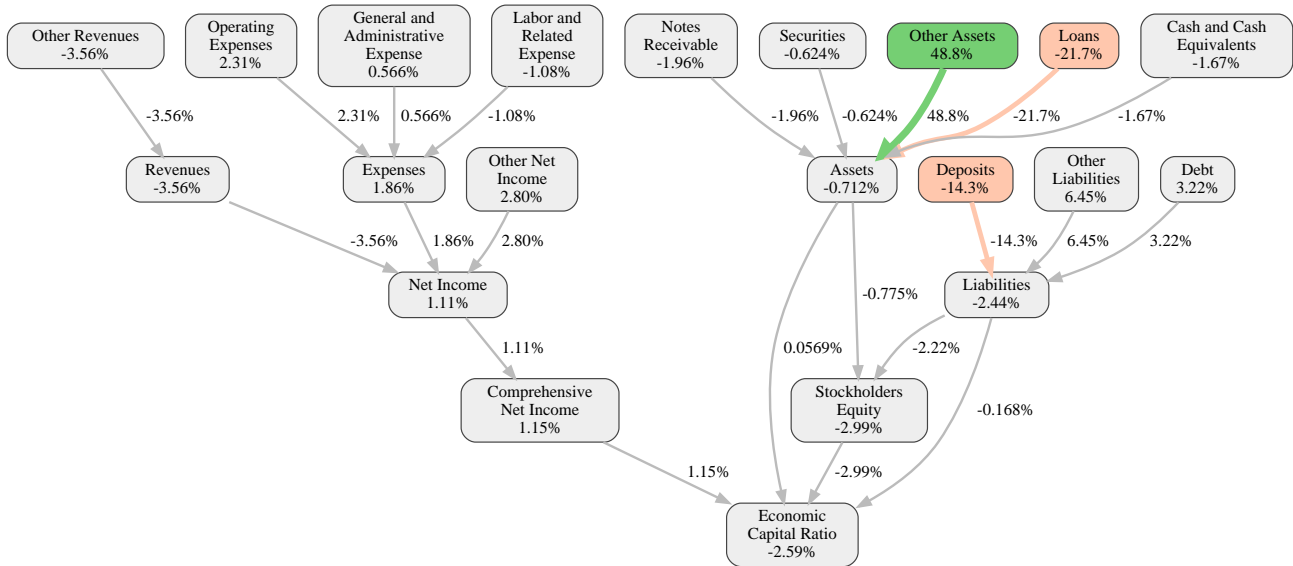 Other Revenues
-3.56%
Operating
Expenses
2.31%
General and
Administrative
Expense
0.566%
Labor and
Related
Expense
-1.08%
Notes
Receivable
-1.96%
Securities
-0.624%
Other Assets
48.8%
Loans
-21.7%
Cash and Cash
Equivalents
-1.67%
-3.56%
2.31%
0.566%
-1.08%
-1.96%
-0.624%
48.8%
-21.7%
-1.67%
Revenues
-3.56%
Expenses
1.86%
Other Net
Income
2.80%
Assets
-0.712%
Deposits
-14.3%
Other
Liabilities
6.45%
Debt
3.22%
-3.56%
1.86%
2.80%
-14.3%
6.45%
3.22%
Net Income
1.11%
-0.775%
Liabilities
-2.44%
1.11%
0.0569%
-2.22%
Comprehensive
Net Income
1.15%
Stockholders
Equity
-2.99%
-0.168%
1.15%
-2.99%
Economic
Capital Ratio
-2.59%